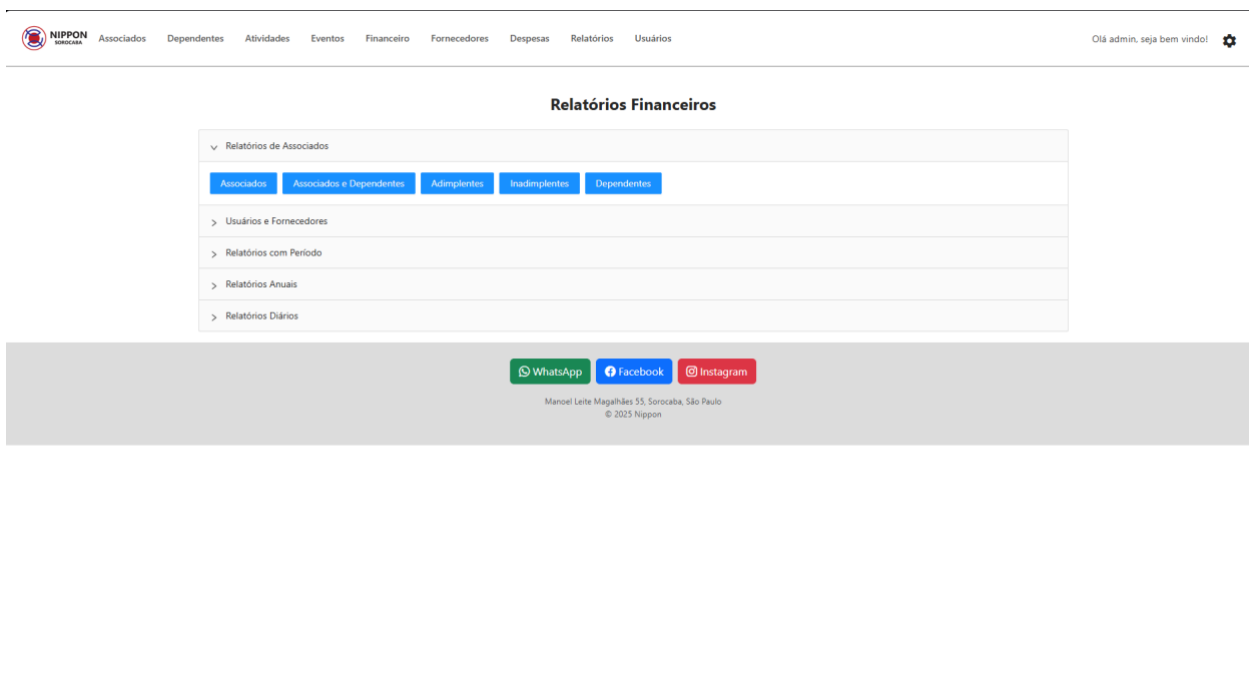 NIPPON SOROCABA Associados Dependentes Atividades Eventos Financeiro Fornecedores Despesas Relatórios Usuários Olá admin, seja bem vindo!
Relatórios Financeiros
Relatórios de Associados
Associados Associados e Dependentes Adimplentes Inadimplentes Dependentes
Usuários e Fornecedores
Relatórios com Período
Relatórios Anuais
Relatórios Diários
WhatsApp Facebook Instagram
Manoel Leite Magalhães 55, Sorocaba, São Paulo
© 2025 Nippon